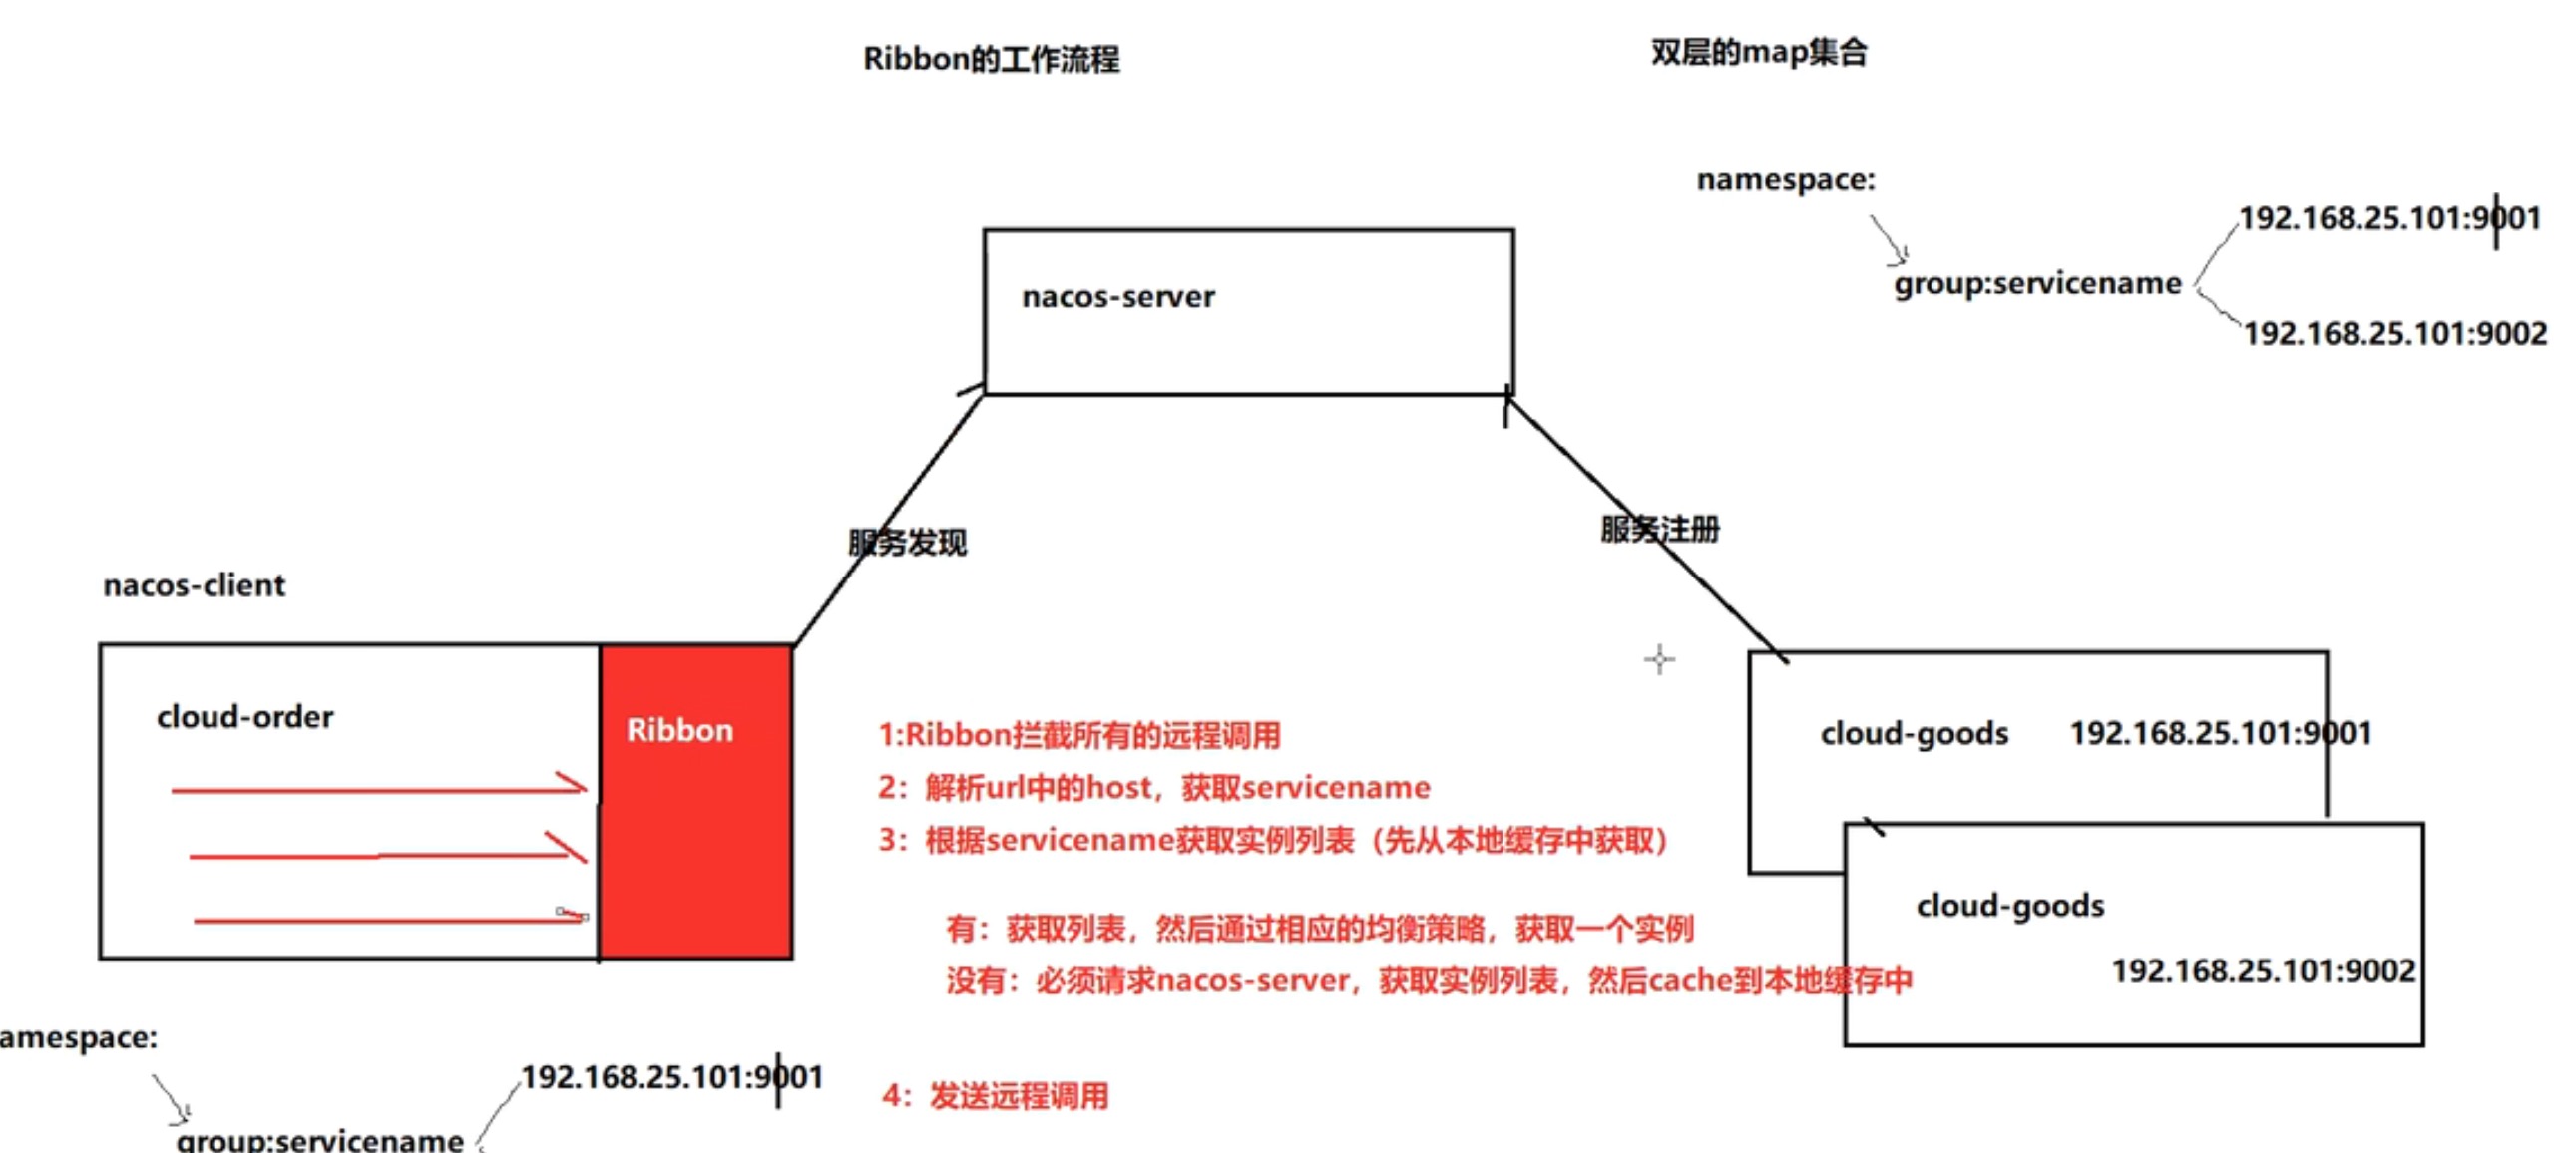 Ribbon的工作流程
双层的map集合
namespace:
192.168.25.101:9001
group:servicename
192.168.25.101:9002
nacos-server
服务发现
服务注册
nacos-client
cloud-order
Ribbon
1:Ribbon拦截所有的远程调用
2：解析url中的host，获取servicename
3：根据servicename获取实例列表（先从本地缓存中获取）
有：获取列表，然后通过相应的均衡策略，获取一个实例
没有：必须请求nacos-server，获取实例列表，然后cache到本地缓存中
4：发送远程调用
cloud-goods 192.168.25.101:9001
cloud-goods
192.168.25.101:9002
amespace:
192.168.25.101:9001
group:servicename